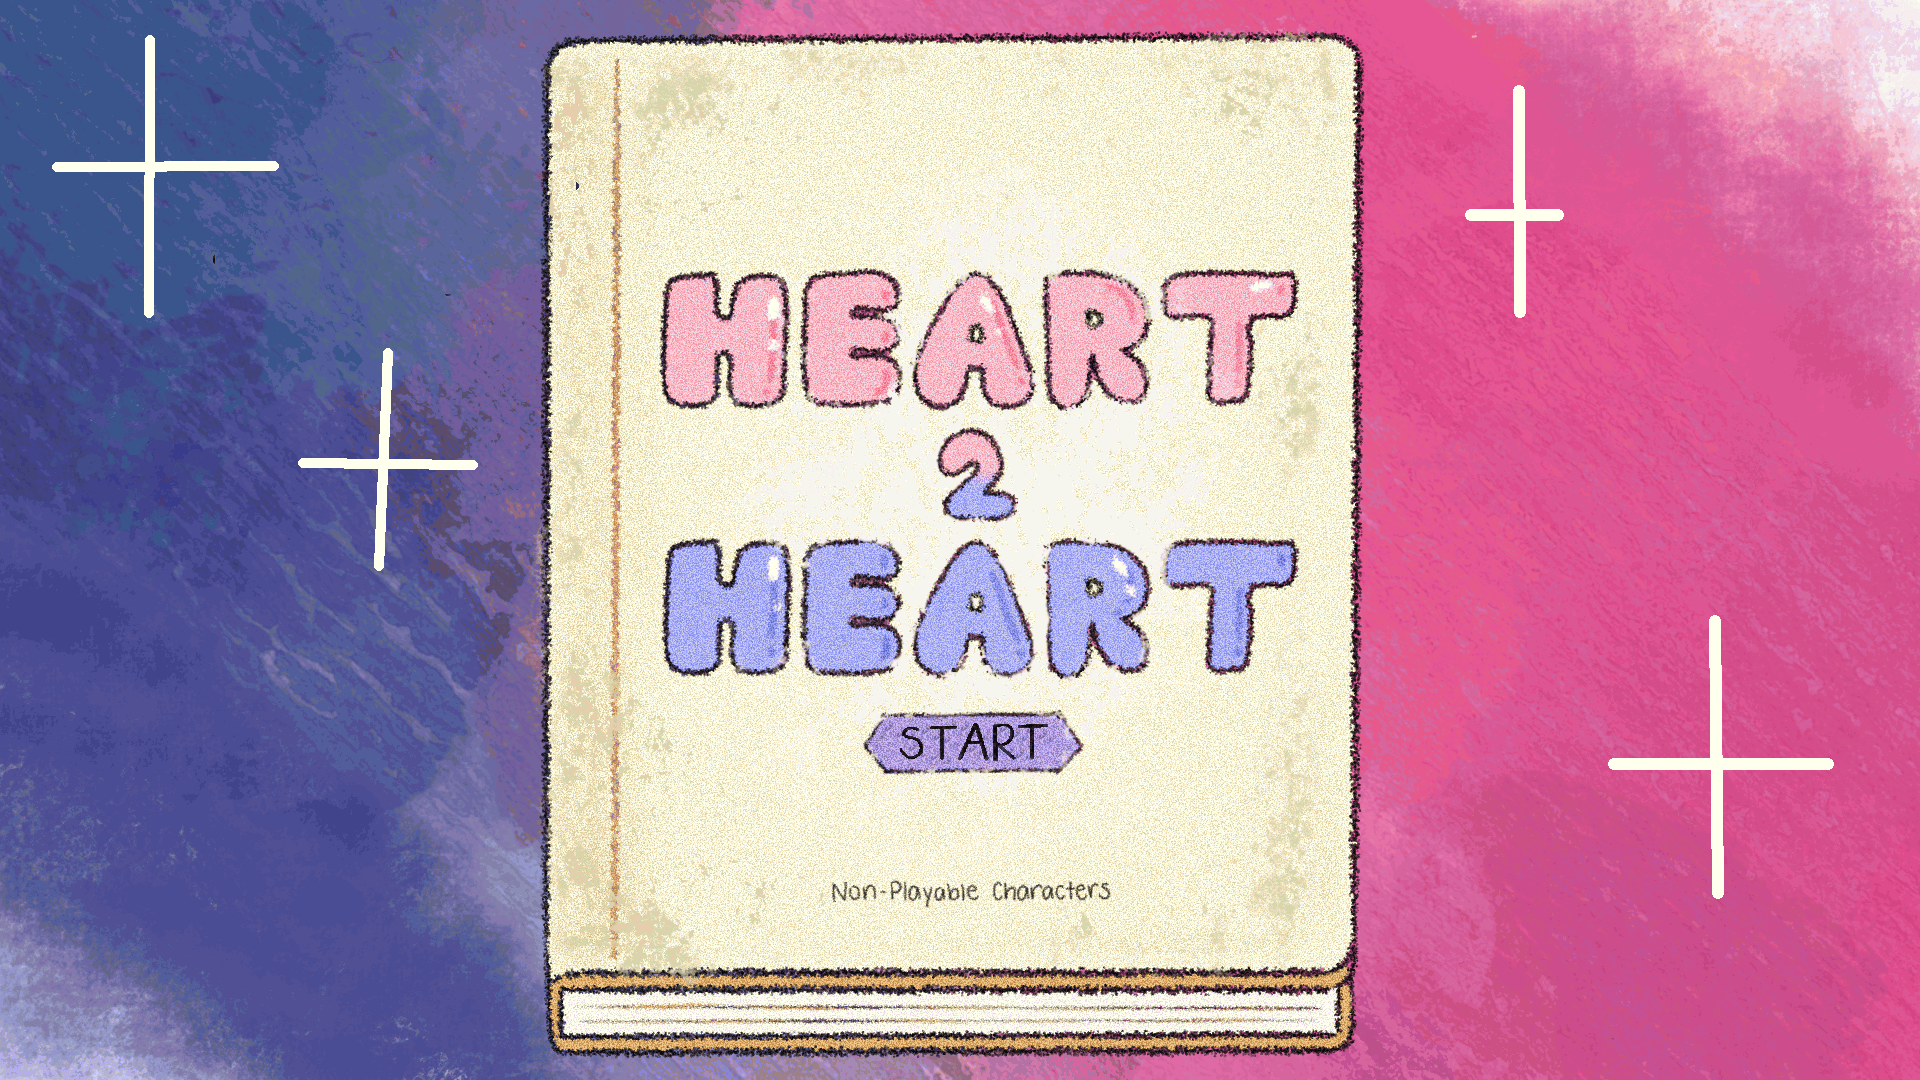 HEART
2
HEART
START
Non-Playable Characters